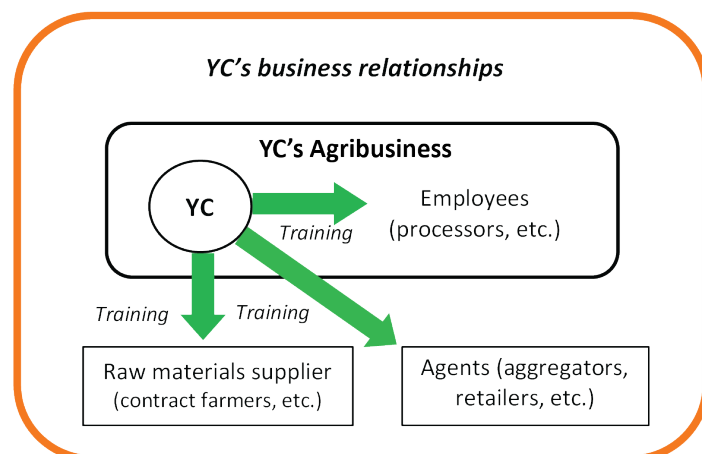 YC’s business relationships
YC’s Agribusiness
YC
Employees
(processors, etc.)
Training
Training
Training
Raw materials supplier
(contract farmers, etc.)
Agents (aggregators,
retailers, etc.)